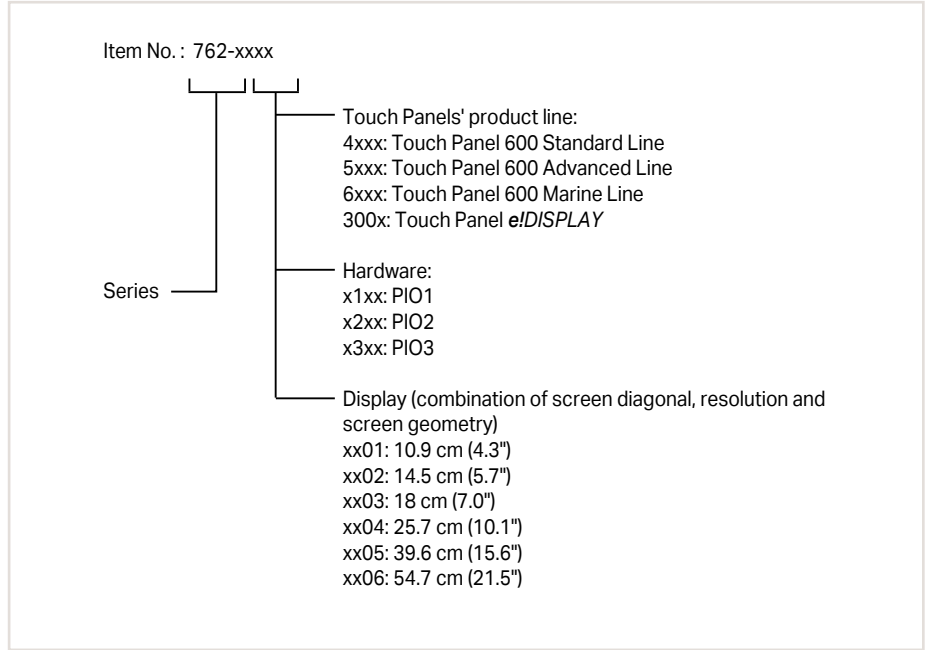 Item No. : 762-xxxx
Touch Panels' product line:
4xxx: Touch Panel 600 Standard Line
5xxx: Touch Panel 600 Advanced Line
6xxx: Touch Panel 600 Marine Line
300x: Touch Panel e!DISPLAY
Series
Hardware:
x1xx: PIO1
x2xx: PIO2
x3xx: PIO3
Display (combination of screen diagonal, resolution and
screen geometry)
xx01: 10.9 cm (4.3")
xx02: 14.5 cm (5.7")
xx03: 18 cm (7.0")
xx04: 25.7 cm (10.1")
xx05: 39.6 cm (15.6")
xx06: 54.7 cm (21.5")